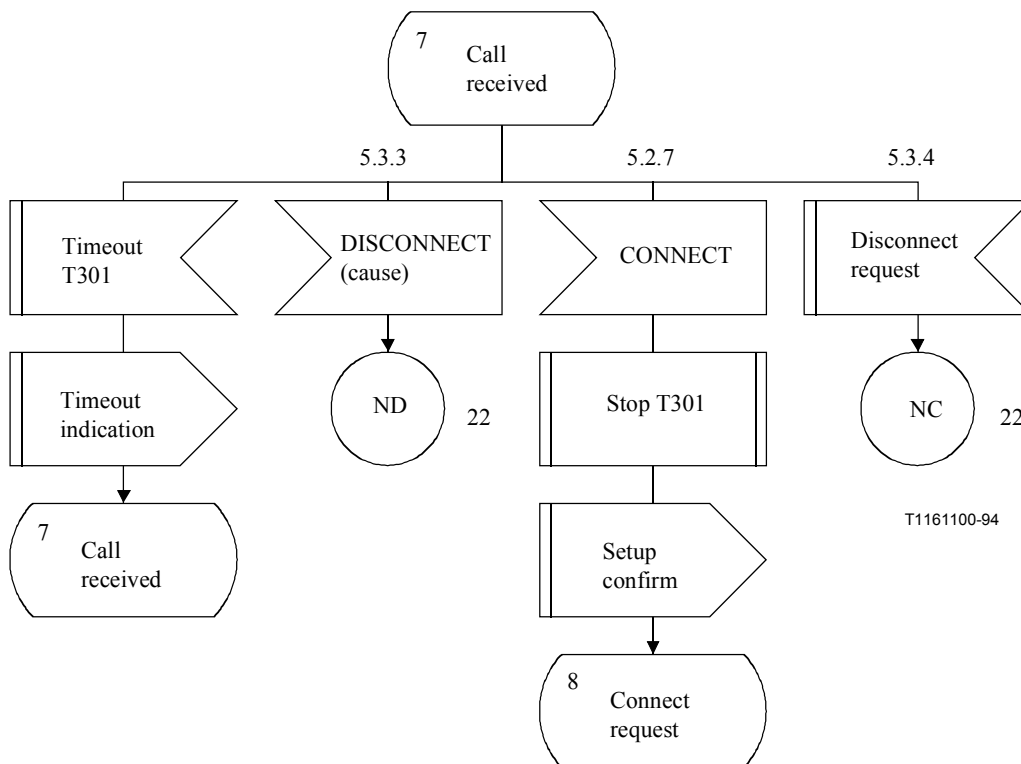 7
Call
received
5.3.3
5.2.7
5.3.4
Timeout
T301
DISCONNECT
(cause)
CONNECT
Disconnect
request
Timeout
indication
ND
22
Stop T301
NC
22
7
Call
received
Setup
confirm
T1161100-94
8
Connect
request